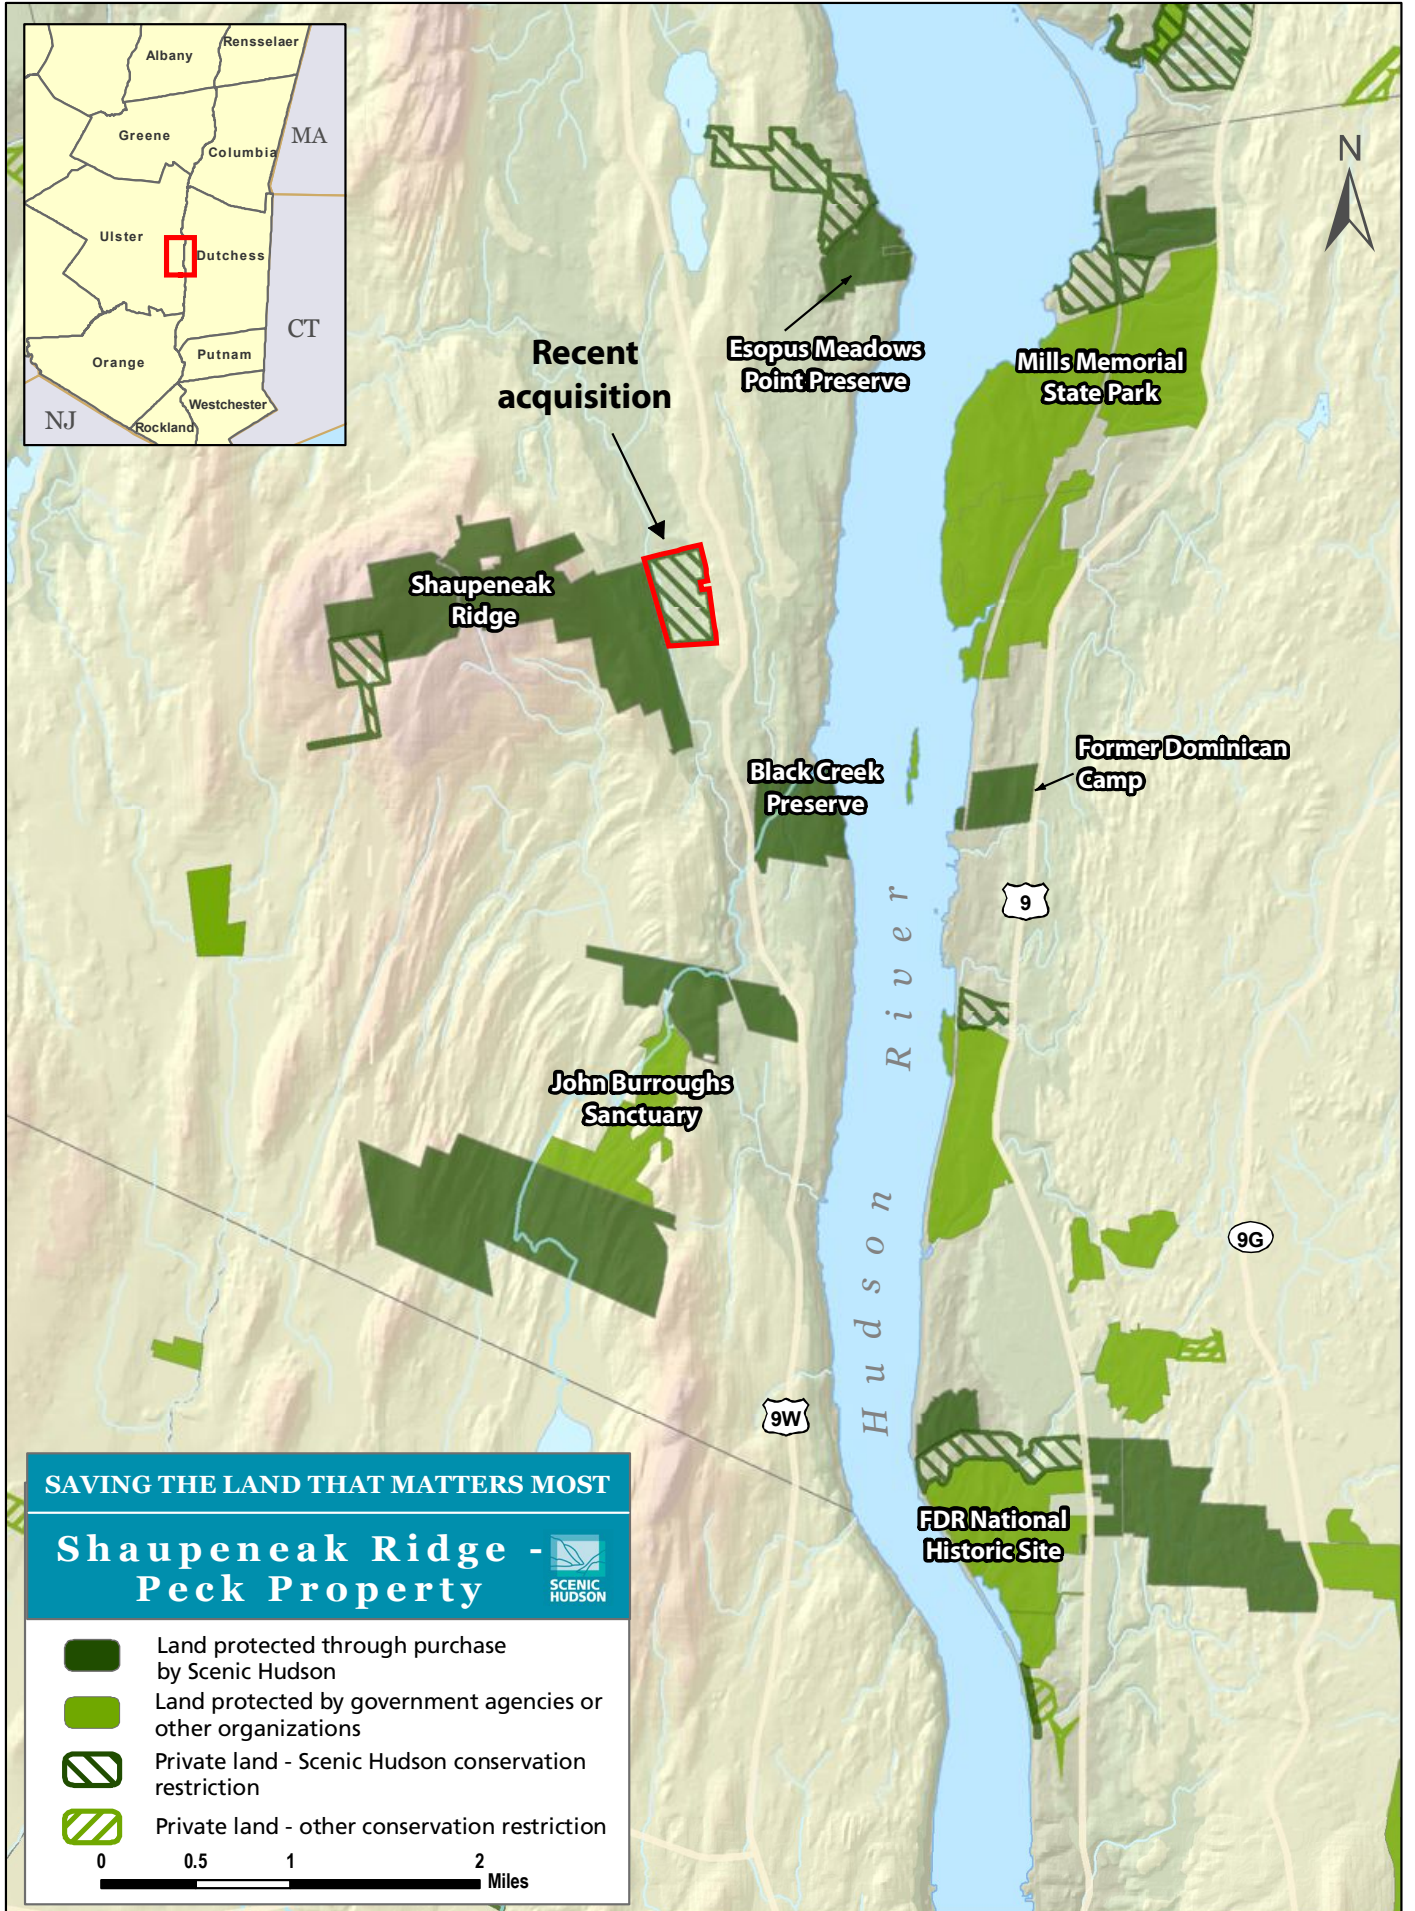 Albany
Rensselaer
Greene
Columbia
MA
Ulster
Dutchess
CT
Orange
Putnam
Westchester
NJ
Rockland
N
Recent
acquisition
Esopus Meadows
Point Preserve
Mills Memorial
State Park
Shaupeneak
Ridge
Black Creek
Preserve
Former Dominican
Camp
9
Hudson River
John Burroughs
Sanctuary
9G
9W
FDR National
Historic Site
SAVING THE LAND THAT MATTERS MOST
Shaupeneak Ridge -
Peck Property
SCENIC
HUDSON
Land protected through purchase
by Scenic Hudson
Land protected by government agencies or
other organizations
Private land - Scenic Hudson conservation
restriction
Private land - other conservation restriction
0 0.5 1 2
Miles